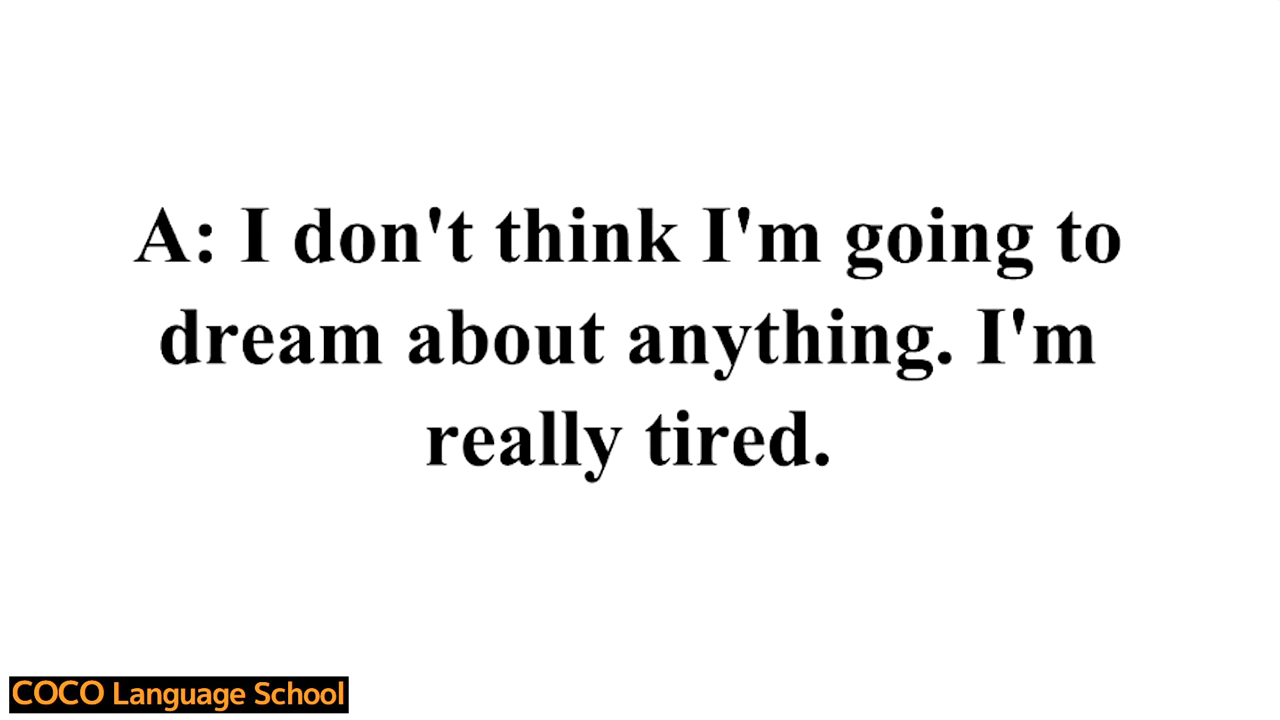 A: I don't think I'm going to
dream about anything. I'm
really tired.
COCO Language School